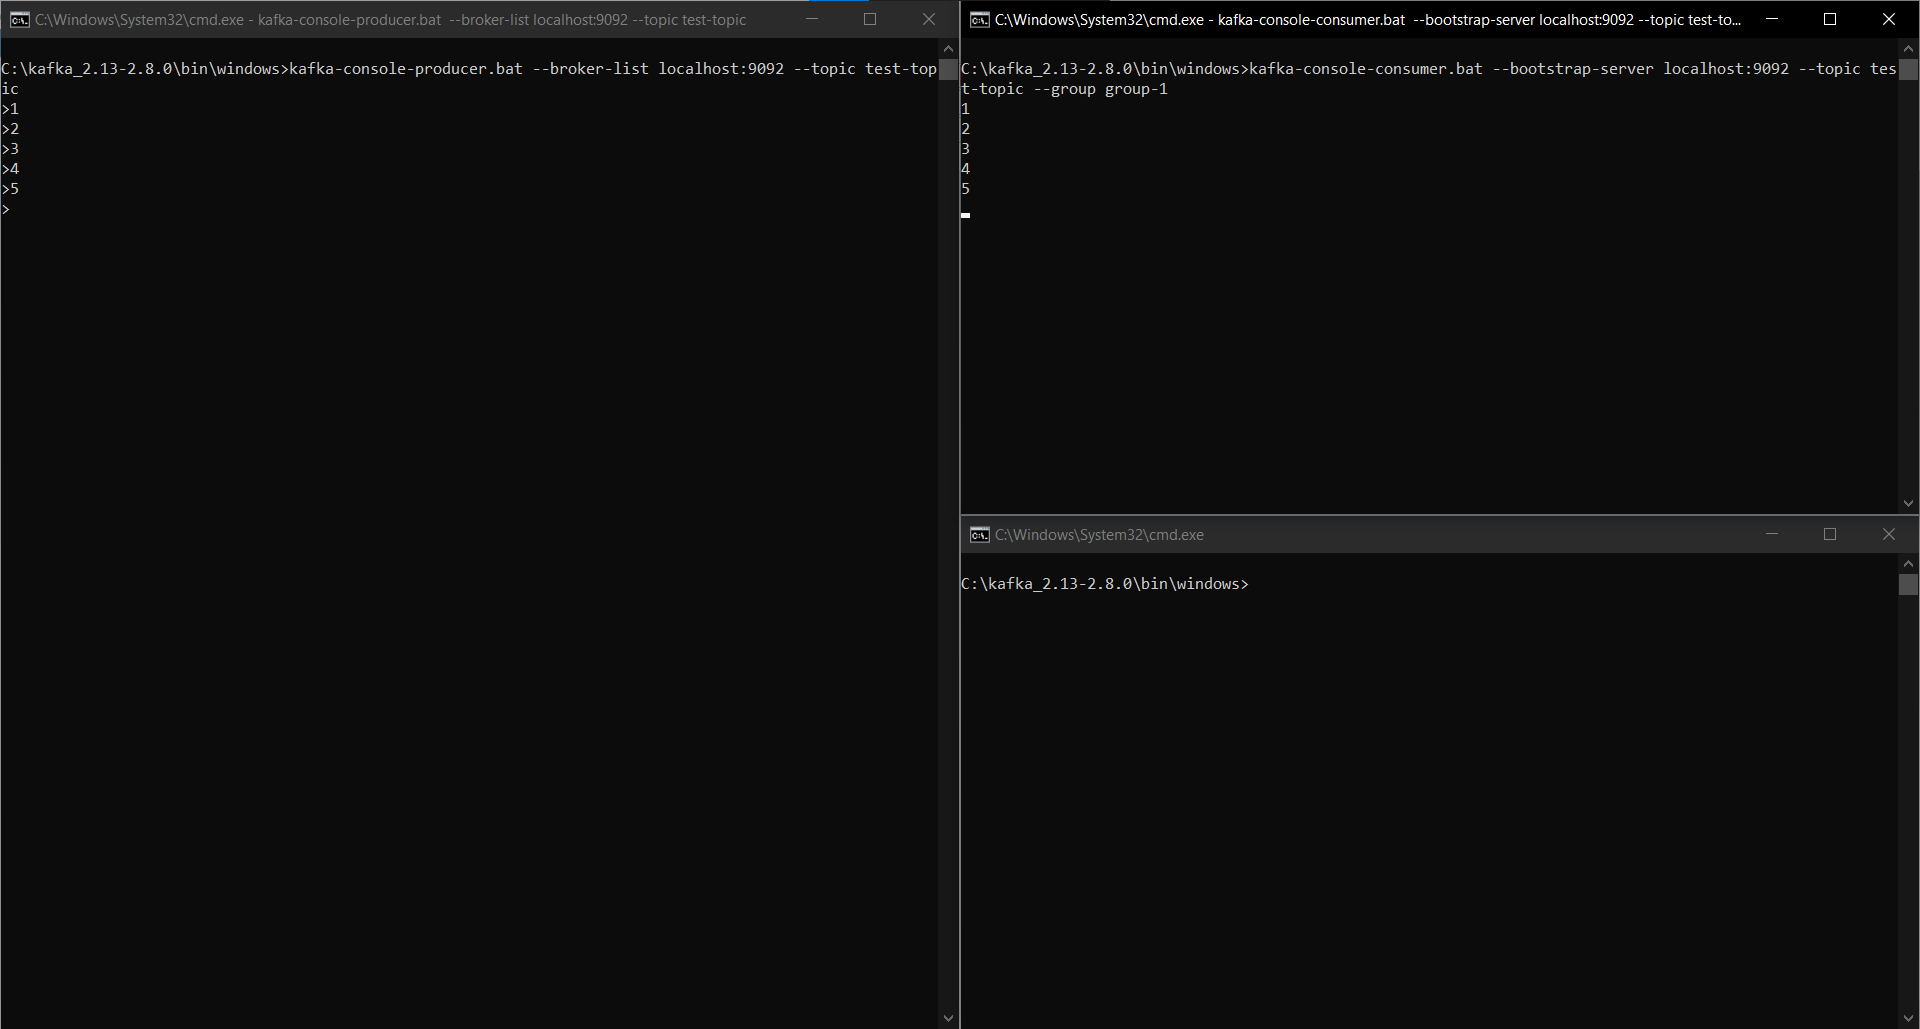 C:\Windows\System32\cmd.exe - kafka-console-producer.bat  --broker-list localhost:9092 --topic test-topic
C:\kafka_2.13-2.8.0\bin\windows>kafka-console-producer.bat --broker-list localhost:9092 --topic test-top
ic
>1
>2
>3
>4
>5
>
C:\Windows\System32\cmd.exe - kafka-console-consumer.bat  --bootstrap-server localhost:9092 --topic test-to...
C:\kafka_2.13-2.8.0\bin\windows>kafka-console-consumer.bat --bootstrap-server localhost:9092 --topic tes
t-topic --group group-1
1
2
3
4
5
C:\Windows\System32\cmd.exe
C:\kafka_2.13-2.8.0\bin\windows>